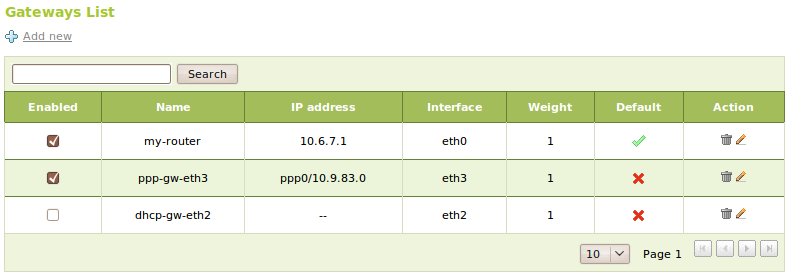 Gateways List
Add new
Search
Enabled Name IP address Interface Weight Default Action
my-router 10.6.7.1 eth0 1
ppp-gw-eth3 ppp0/10.9.83.0 eth3 1
dhcp-gw-eth2 -- eth2 1
10 Page 1